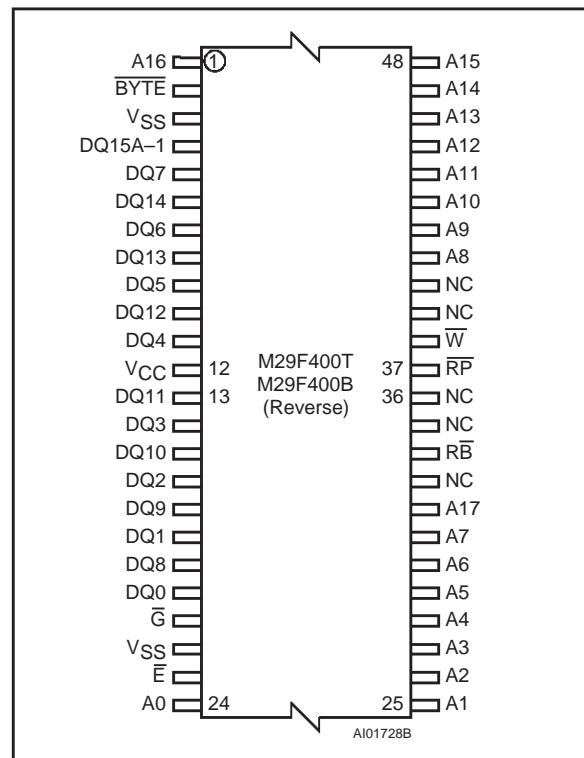 A16 1 48 A15
B̅Y̅T̅E̅ A14
VSS A13
DQ15A–1 A12
DQ7 A11
DQ14 A10
DQ6 A9
DQ13 A8
DQ5 NC
DQ12 NC
DQ4 W̅
VCC 12 M29F400T 37 R̅P̅
DQ11 13 M29F400B 36 NC
(Reverse)
DQ3 NC
DQ10 RB̅
DQ2 NC
DQ9 A17
DQ1 A7
DQ8 A6
DQ0 A5
G̅ A4
VSS A3
E̅ A2
A0 24 25 A1
AI01728B